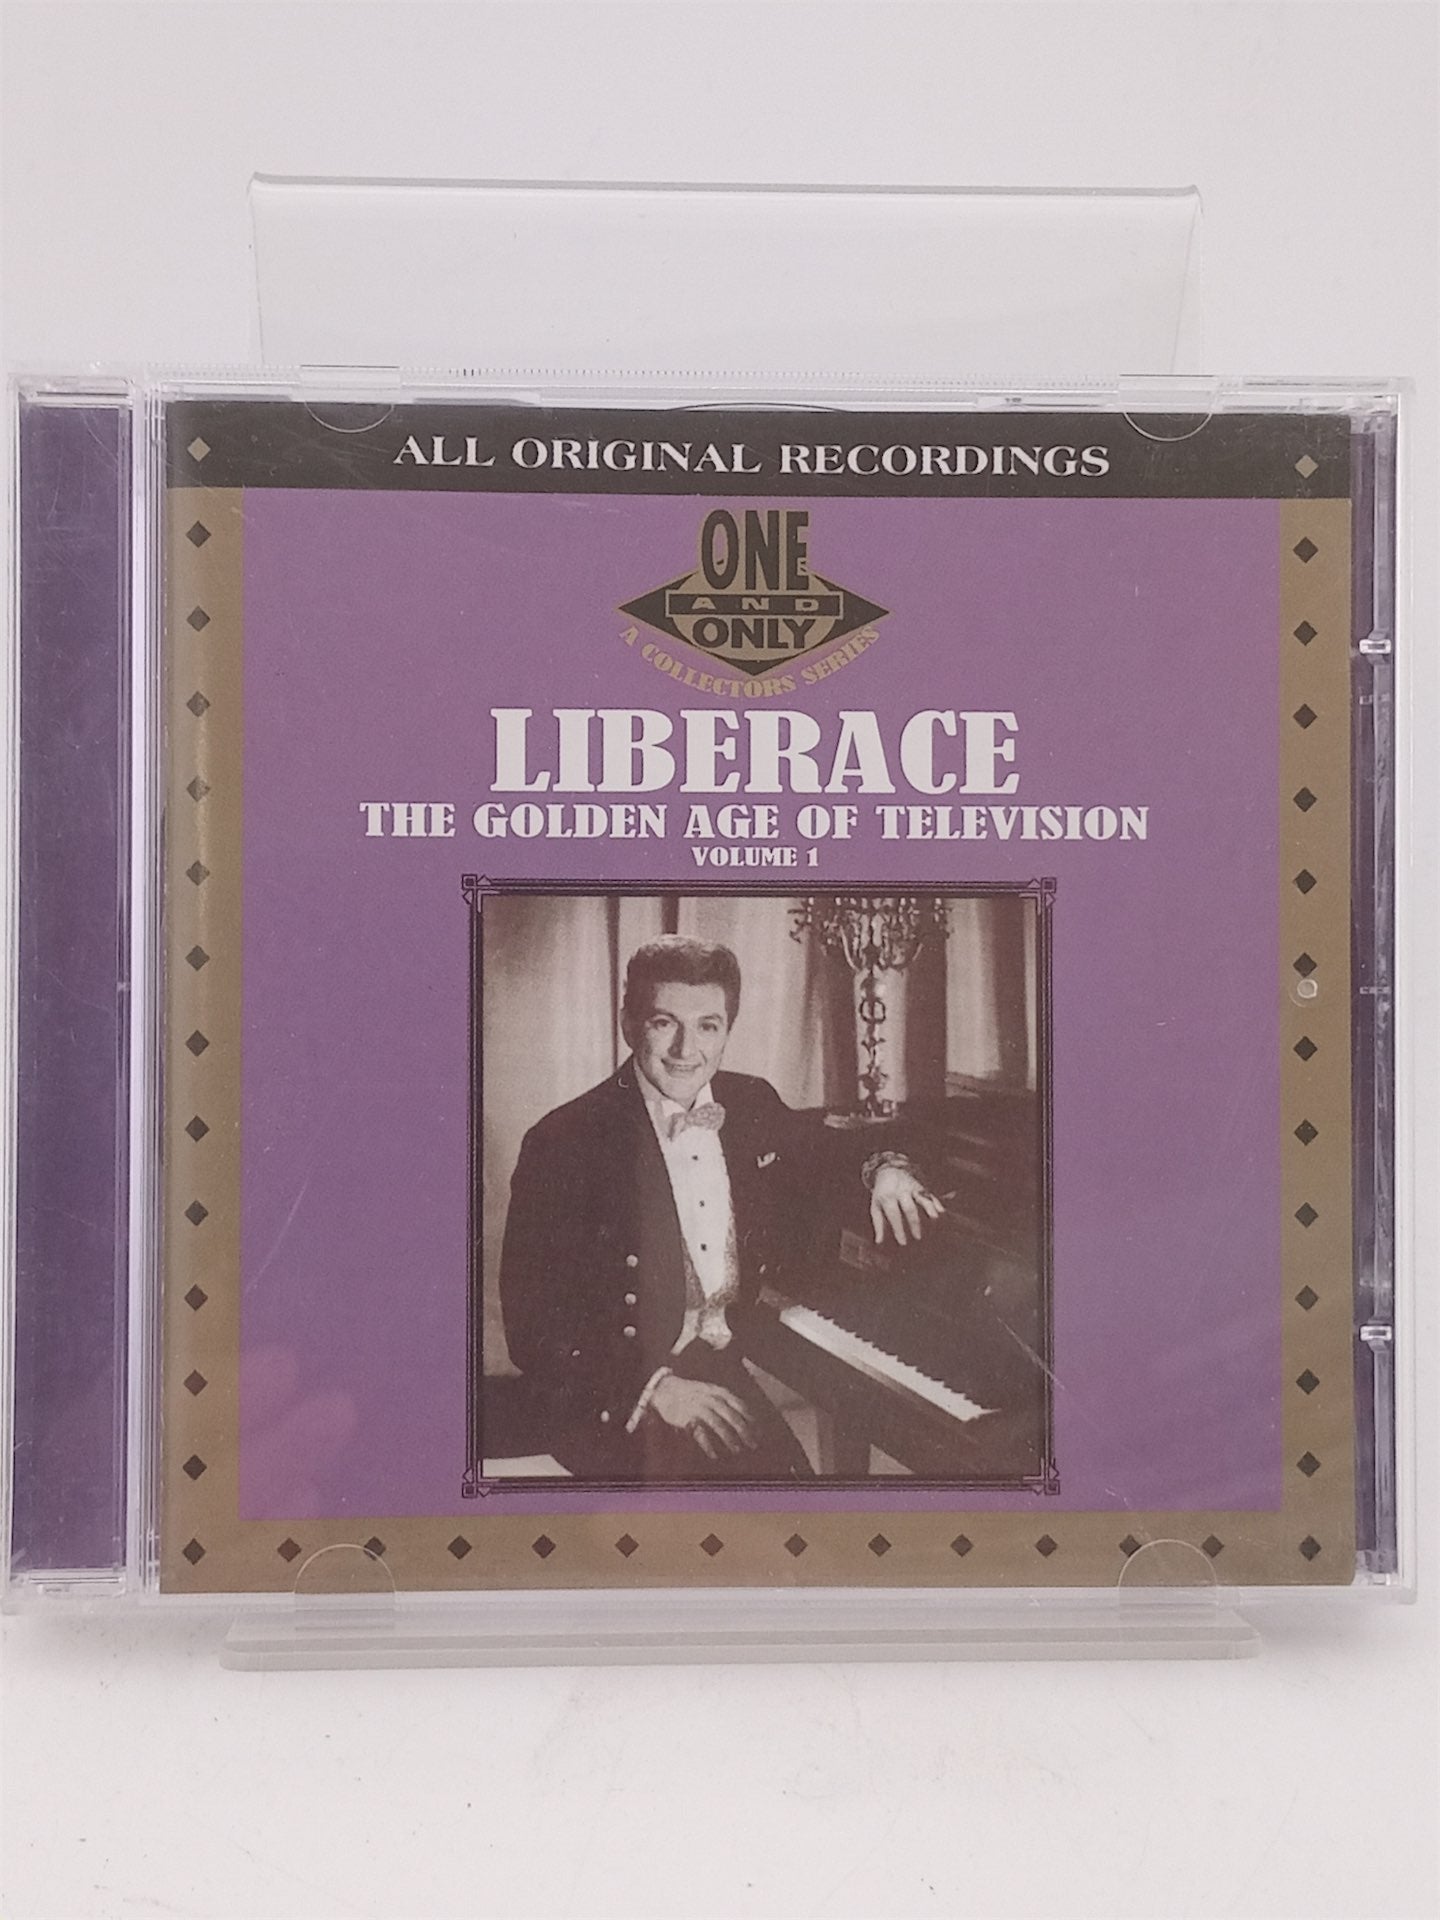 ALL ORIGINAL RECORDINGS
ONE
AND
ONLY
A COLLECTORS SERIES
LIBERACE
THE GOLDEN AGE OF TELEVISION
VOLUME 1